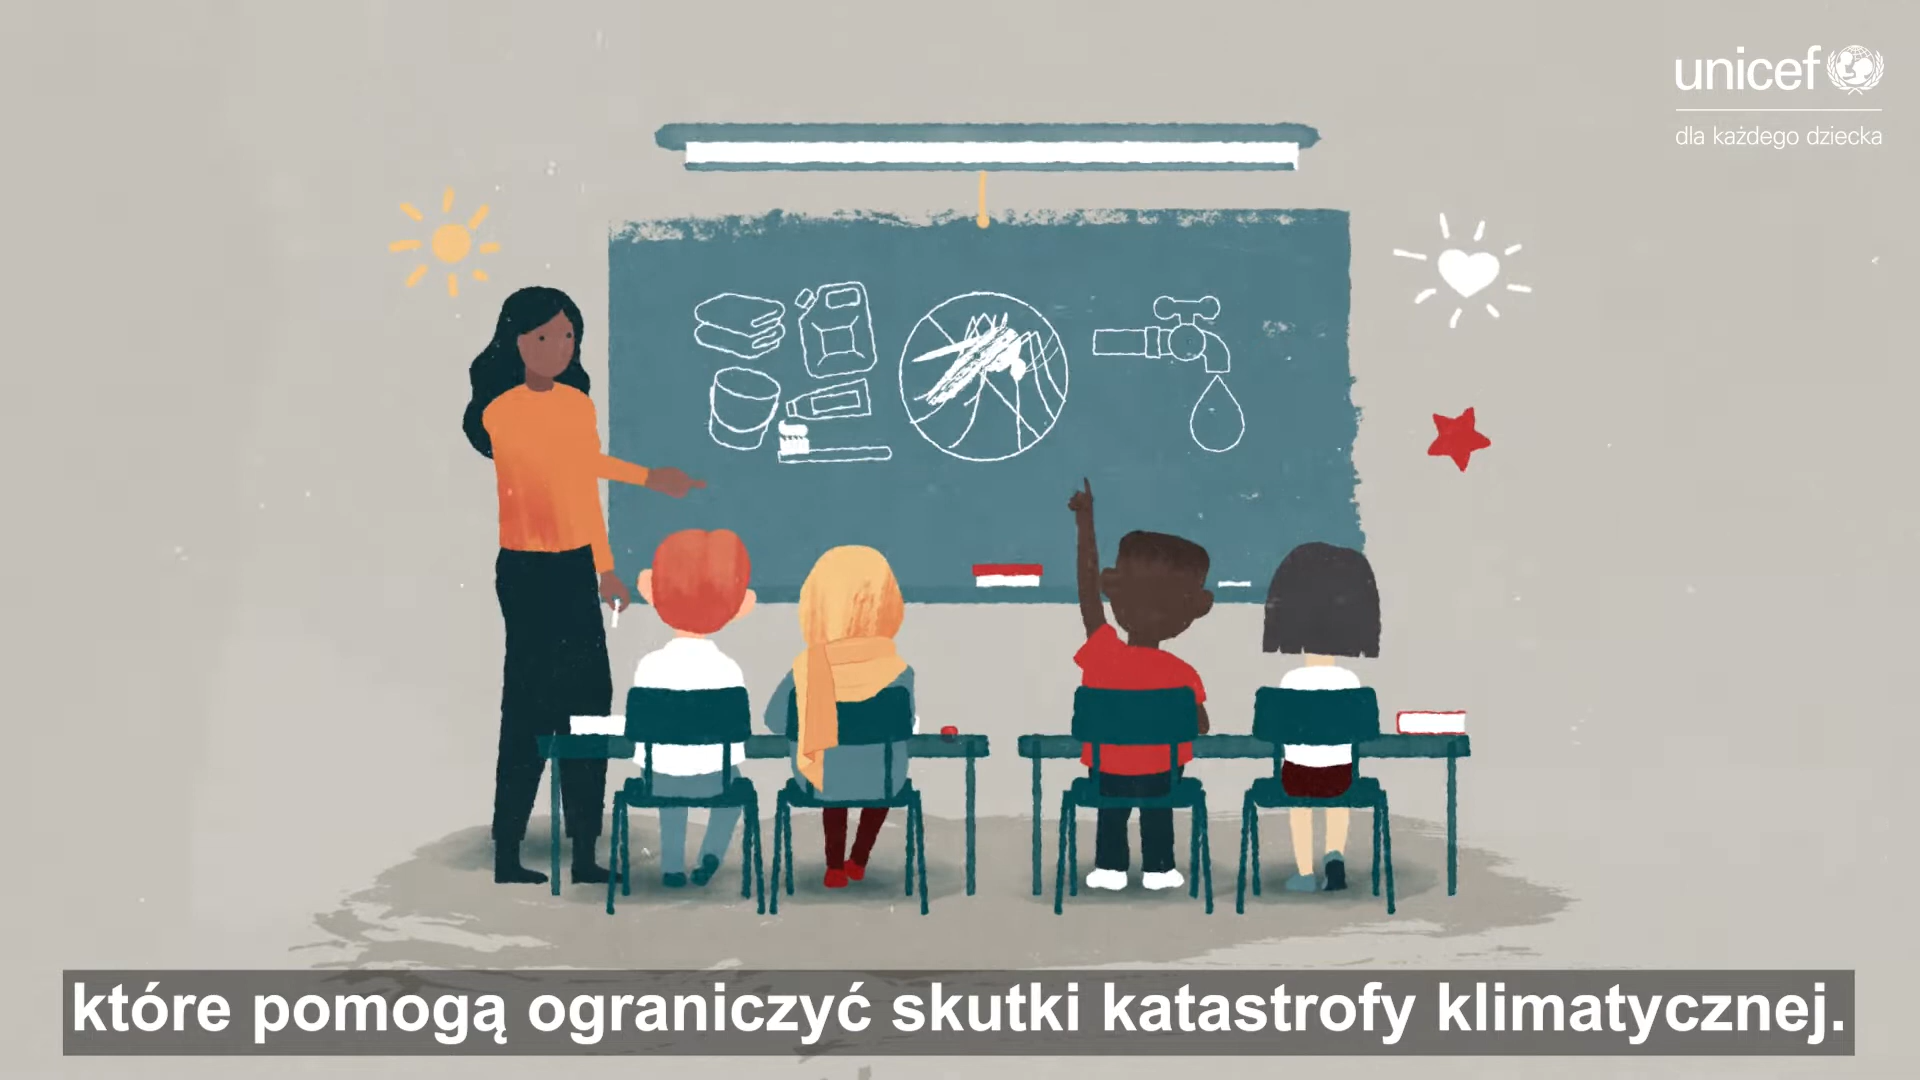 unicef
dla każdego dziecka
które pomogą ograniczyć skutki katastrofy klimatycznej.